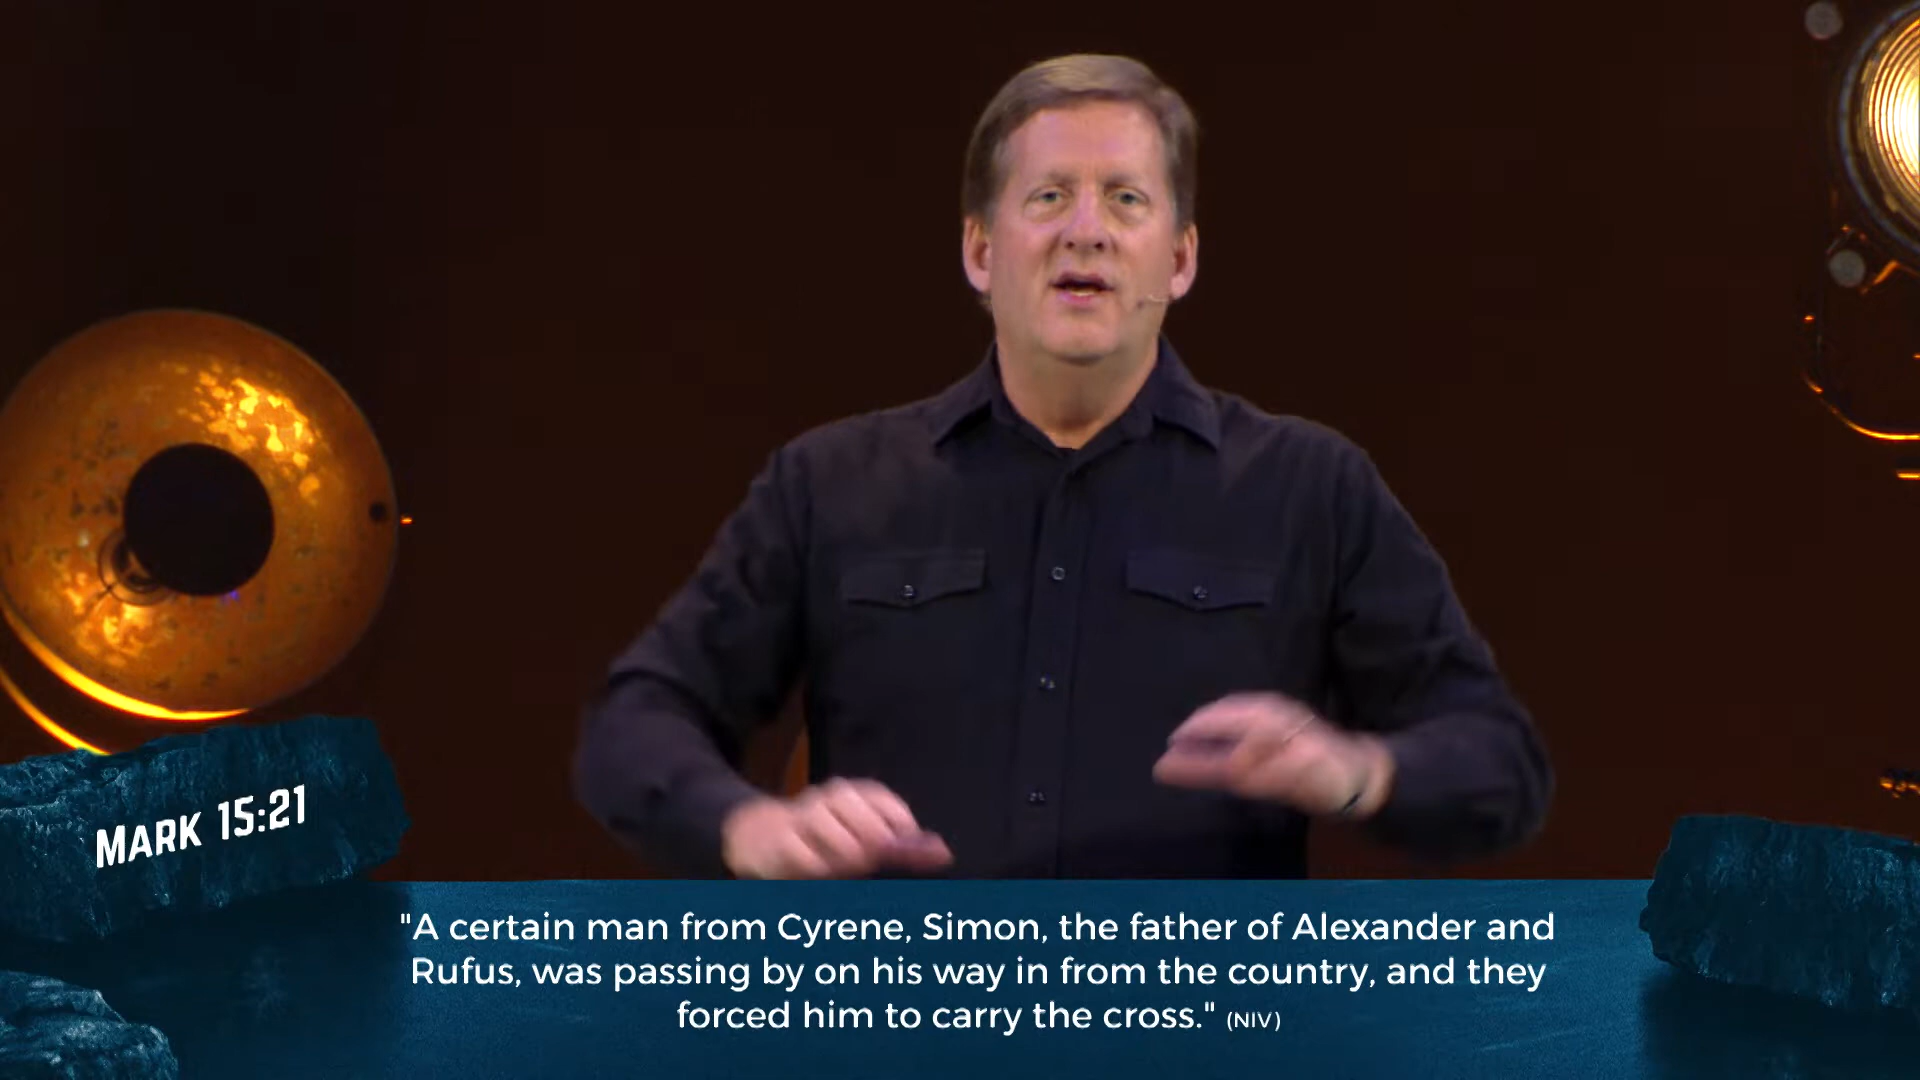 MARK 15:21
"A certain man from Cyrene, Simon, the father of Alexander and
Rufus, was passing by on his way in from the country, and they
forced him to carry the cross." (NIV)